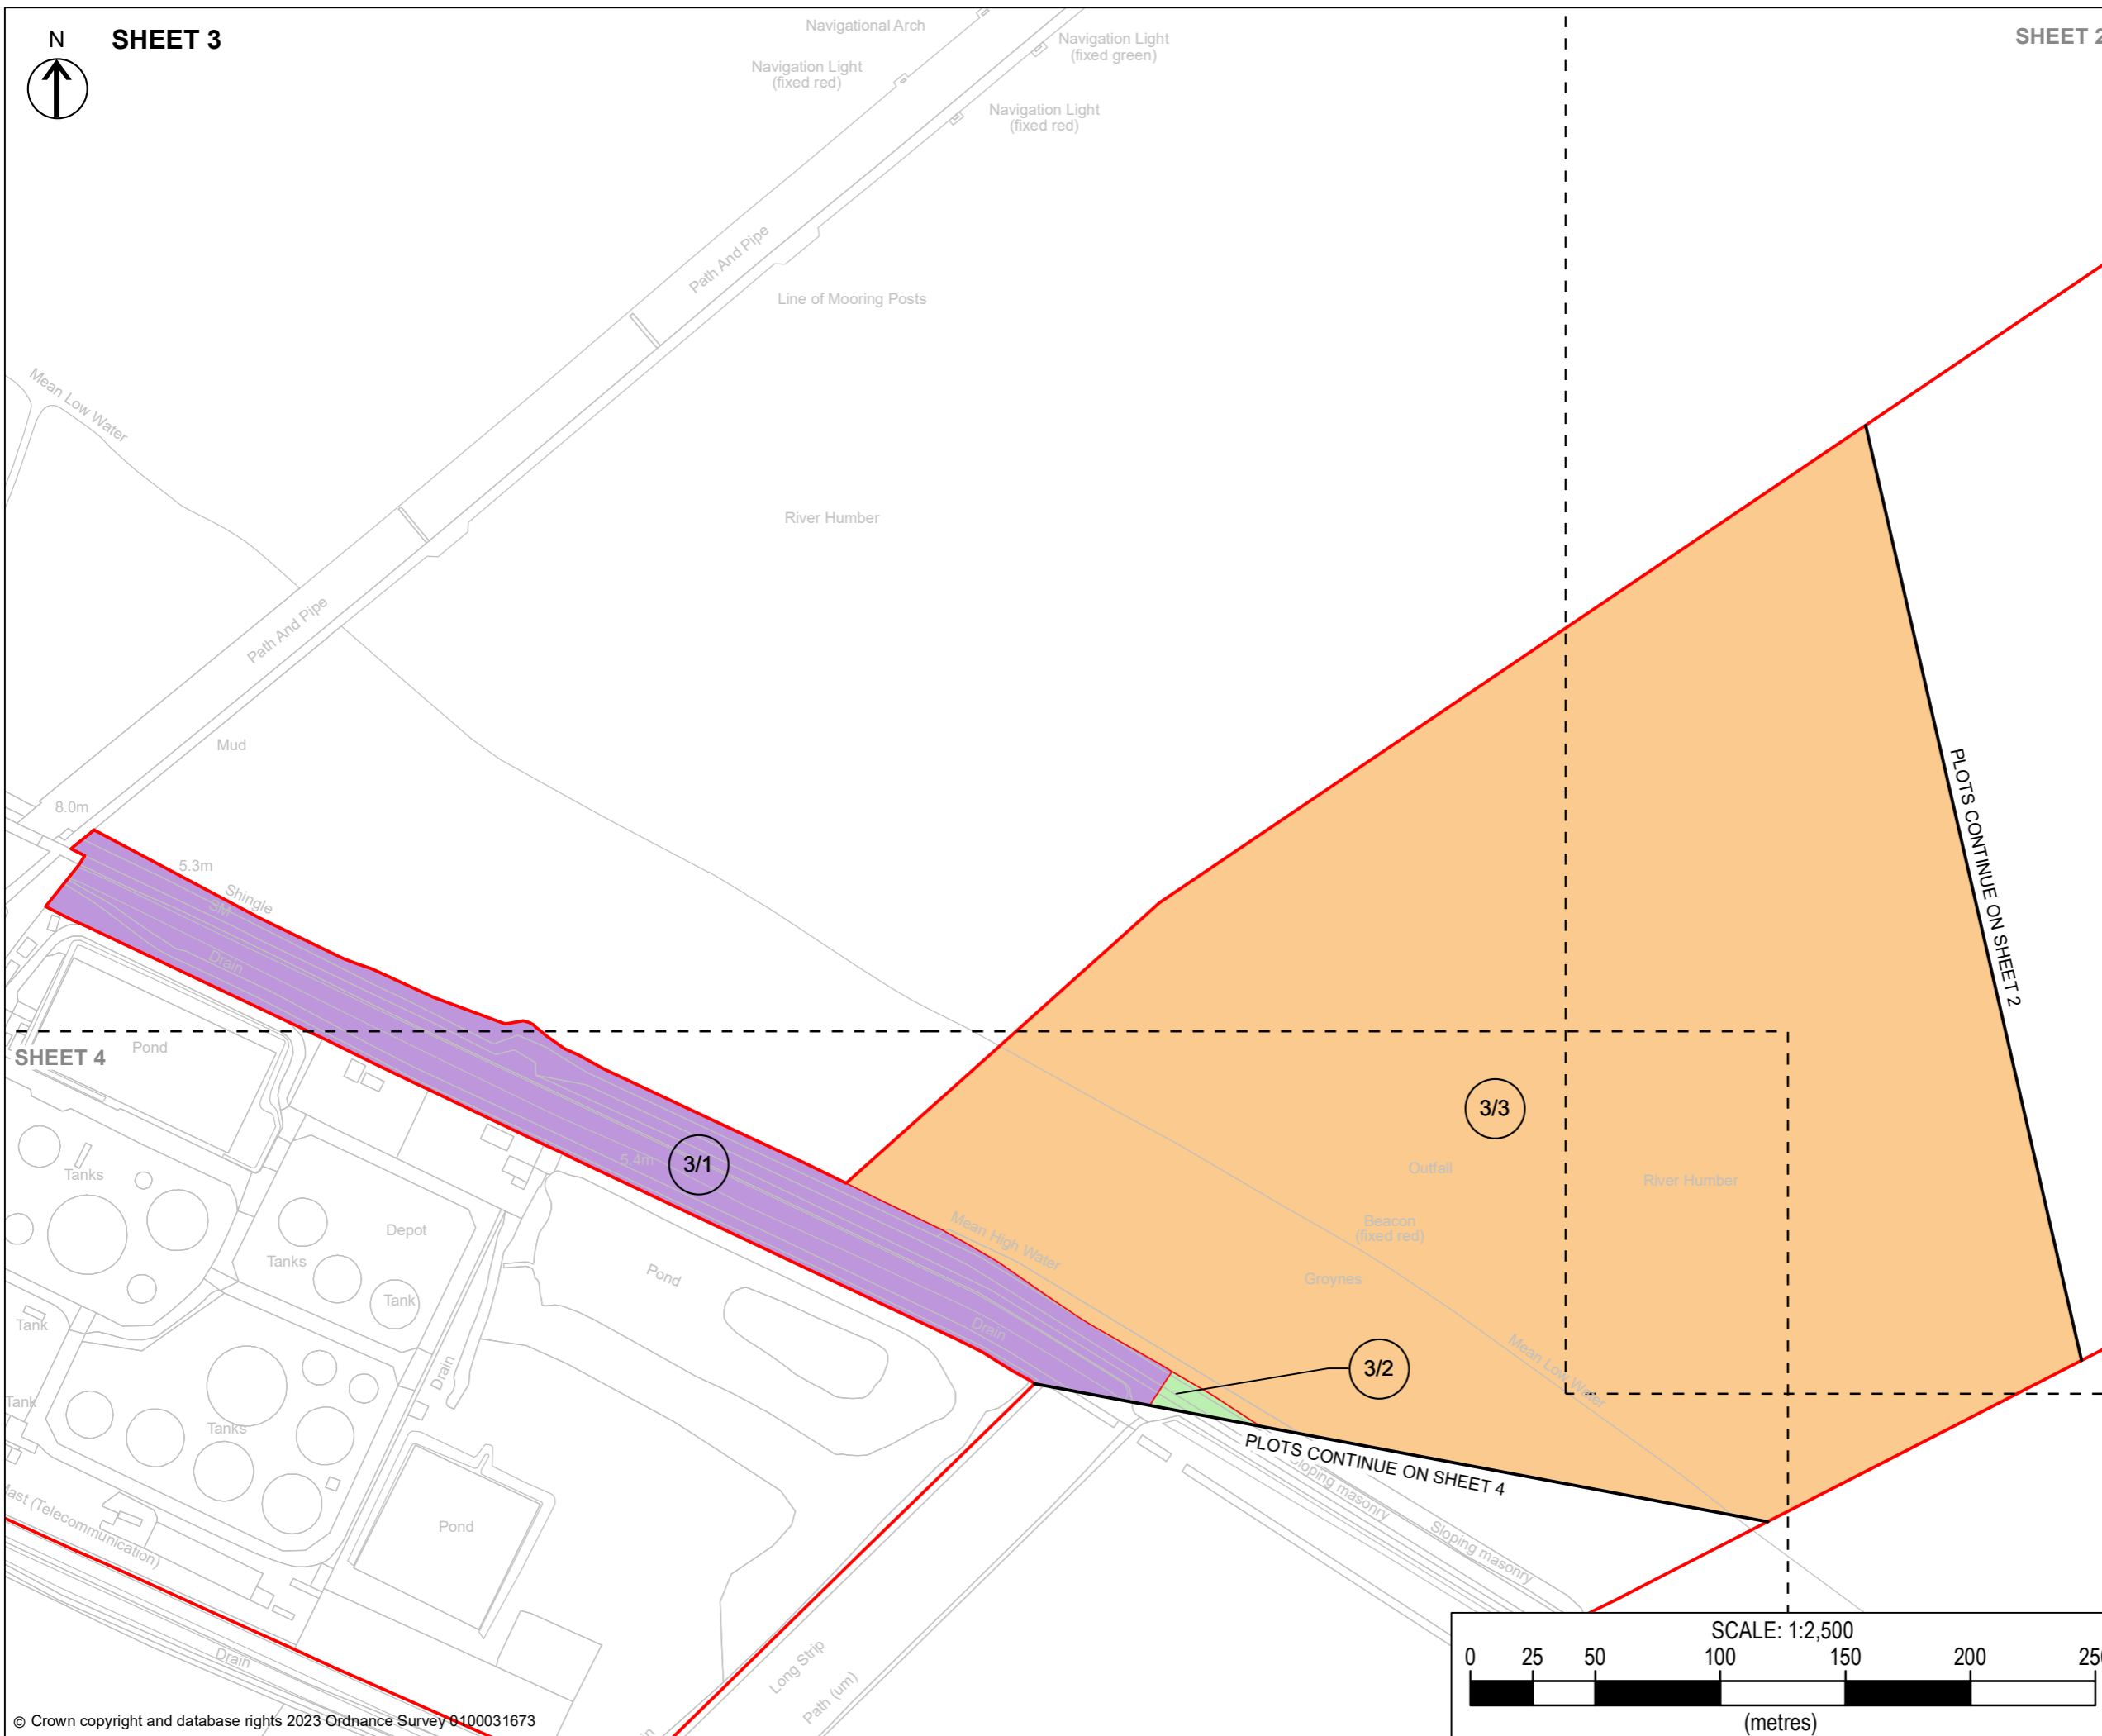 N
SHEET 3
SHEET 2
Navigational Arch
Navigation Light
(fixed green)
Navigation Light
(fixed red)
Navigation Light
(fixed red)
Path And Pipe
Line of Mooring Posts
Mean Low Water
River Humber
Path And Pipe
Mud
8.0m
5.3m
Shingle
SM
Drain
PLOTS CONTINUE ON SHEET 2
SHEET 4
Pond
3/3
3/1
5.4m
Tanks
Outfall
River Humber
Depot
Mean High Water
Beacon
(fixed red)
Tanks
Pond
Groynes
Tank
Tank
Drain
Drain
3/2
Mean Low Water
Tank
Tanks
PLOTS CONTINUE ON SHEET 4
Sloping masonry
Sloping masonry
Mast (Telecommunication)
Pond
Drain
Long Strip
Path (um)
SCALE: 1:2,500
0 25 50 100 150 200 250
(metres)
© Crown copyright and database rights 2023 Ordnance Survey 0100031673